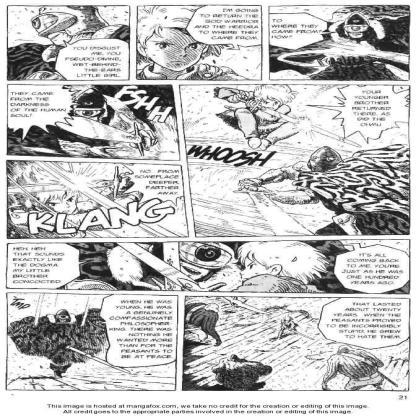 YOU DISGUST
ME, YOU
PSEUDO-DIVINE,
WET-BEHIND-
THE-EARS
LITTLE GIRL.
I'M GOING
TO RETURN THE
GOD WARRIOR
AND THE HEEDRA
TO WHERE THEY
CAME FROM.
TO
WHERE THEY
CAME FROM?
HOW?
THEY CAME
FROM THE
DARKNESS
OF THE HUMAN
SOUL!
FSHH
YOUR
YOUNGER
BROTHER
RETURNED
THERE, AS
DID THE
OHMU.
WHOOSH
NO. FROM
SOMEPLACE
DEEPER,
FARTHER
AWAY.
KLANG
HEH HEH
THAT SOUNDS
EXACTLY LIKE
THE DOGMA
MY LITTLE
BROTHER
CONCOCTED.
IT'S ALL
COMING BACK
TO ME. YOU'RE
JUST AS HE WAS
ONE HUNDRED
YEARS AGO.
WHEN HE WAS
YOUNG, HE WAS
A GENUINELY
COMPASSIONATE
PHILOSOPHER
KING. THERE WAS
NOTHING HE
WANTED MORE
THAN FOR THE
PEASANTS TO
BE AT PEACE.
THAT LASTED
ABOUT TWENTY
YEARS. WHEN THE
PEASANTS PROVED
TO BE INCORRIGIBLY
STUPID, HE GREW
TO HATE THEM.
21
This image is hosted at mangafox.com, we take no credit for the creation or editing of this image.
All credit goes to the appropriate parties involved in the creation or editing of this image.